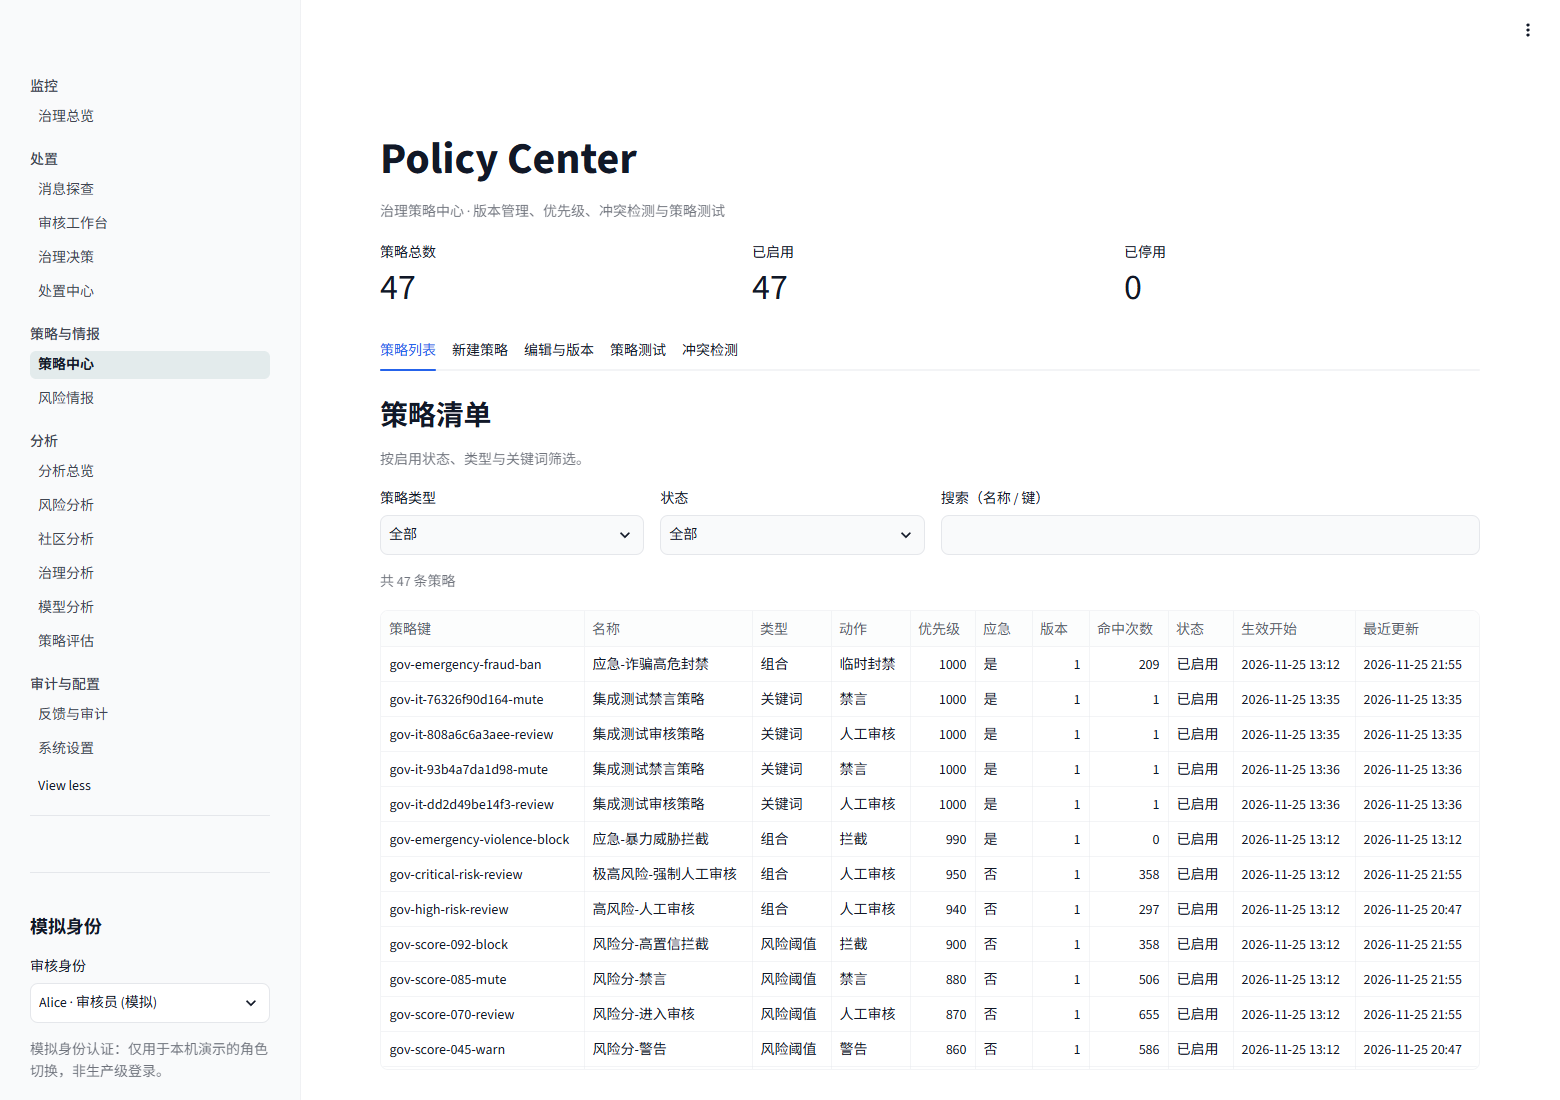 监控
治理总览
处置
消息探查
审核工作台
治理决策
处置中心
策略与情报
策略中心
风险情报
分析
分析总览
风险分析
社区分析
治理分析
模型分析
策略评估
审计与配置
反馈与审计
系统设置
View less
模拟身份
审核身份
Alice · 审核员 (模拟)
模拟身份认证：仅用于本机演示的角色
切换，非生产级登录。
Policy Center
治理策略中心 · 版本管理、优先级、冲突检测与策略测试
策略总数 已启用 已停用
47 47 0
策略列表 新建策略 编辑与版本 策略测试 冲突检测
策略清单
按启用状态、类型与关键词筛选。
策略类型 状态 搜索（名称 / 键）
全部 全部
共 47 条策略
策略键 名称 类型 动作 优先级 应急 版本 命中次数 状态 生效开始 最近更新
gov-emergency-fraud-ban 应急-诈骗高危封禁 组合 临时封禁 1000 是 1 209 已启用 2026-11-25 13:12 2026-11-25 21:55
gov-it-76326f90d164-mute 集成测试禁言策略 关键词 禁言 1000 是 1 1 已启用 2026-11-25 13:35 2026-11-25 13:35
gov-it-808a6c6a3aee-review 集成测试审核策略 关键词 人工审核 1000 是 1 1 已启用 2026-11-25 13:35 2026-11-25 13:35
gov-it-93b4a7da1d98-mute 集成测试禁言策略 关键词 禁言 1000 是 1 1 已启用 2026-11-25 13:36 2026-11-25 13:36
gov-it-dd2d49be14f3-review 集成测试审核策略 关键词 人工审核 1000 是 1 1 已启用 2026-11-25 13:36 2026-11-25 13:36
gov-emergency-violence-block 应急-暴力威胁拦截 组合 拦截 990 是 1 0 已启用 2026-11-25 13:12 2026-11-25 13:12
gov-critical-risk-review 极高风险-强制人工审核 组合 人工审核 950 否 1 358 已启用 2026-11-25 13:12 2026-11-25 21:55
gov-high-risk-review 高风险-人工审核 组合 人工审核 940 否 1 297 已启用 2026-11-25 13:12 2026-11-25 20:47
gov-score-092-block 风险分-高置信拦截 风险阈值 拦截 900 否 1 358 已启用 2026-11-25 13:12 2026-11-25 21:55
gov-score-085-mute 风险分-禁言 风险阈值 禁言 880 否 1 506 已启用 2026-11-25 13:12 2026-11-25 21:55
gov-score-070-review 风险分-进入审核 风险阈值 人工审核 870 否 1 655 已启用 2026-11-25 13:12 2026-11-25 21:55
gov-score-045-warn 风险分-警告 风险阈值 警告 860 否 1 586 已启用 2026-11-25 13:12 2026-11-25 20:47